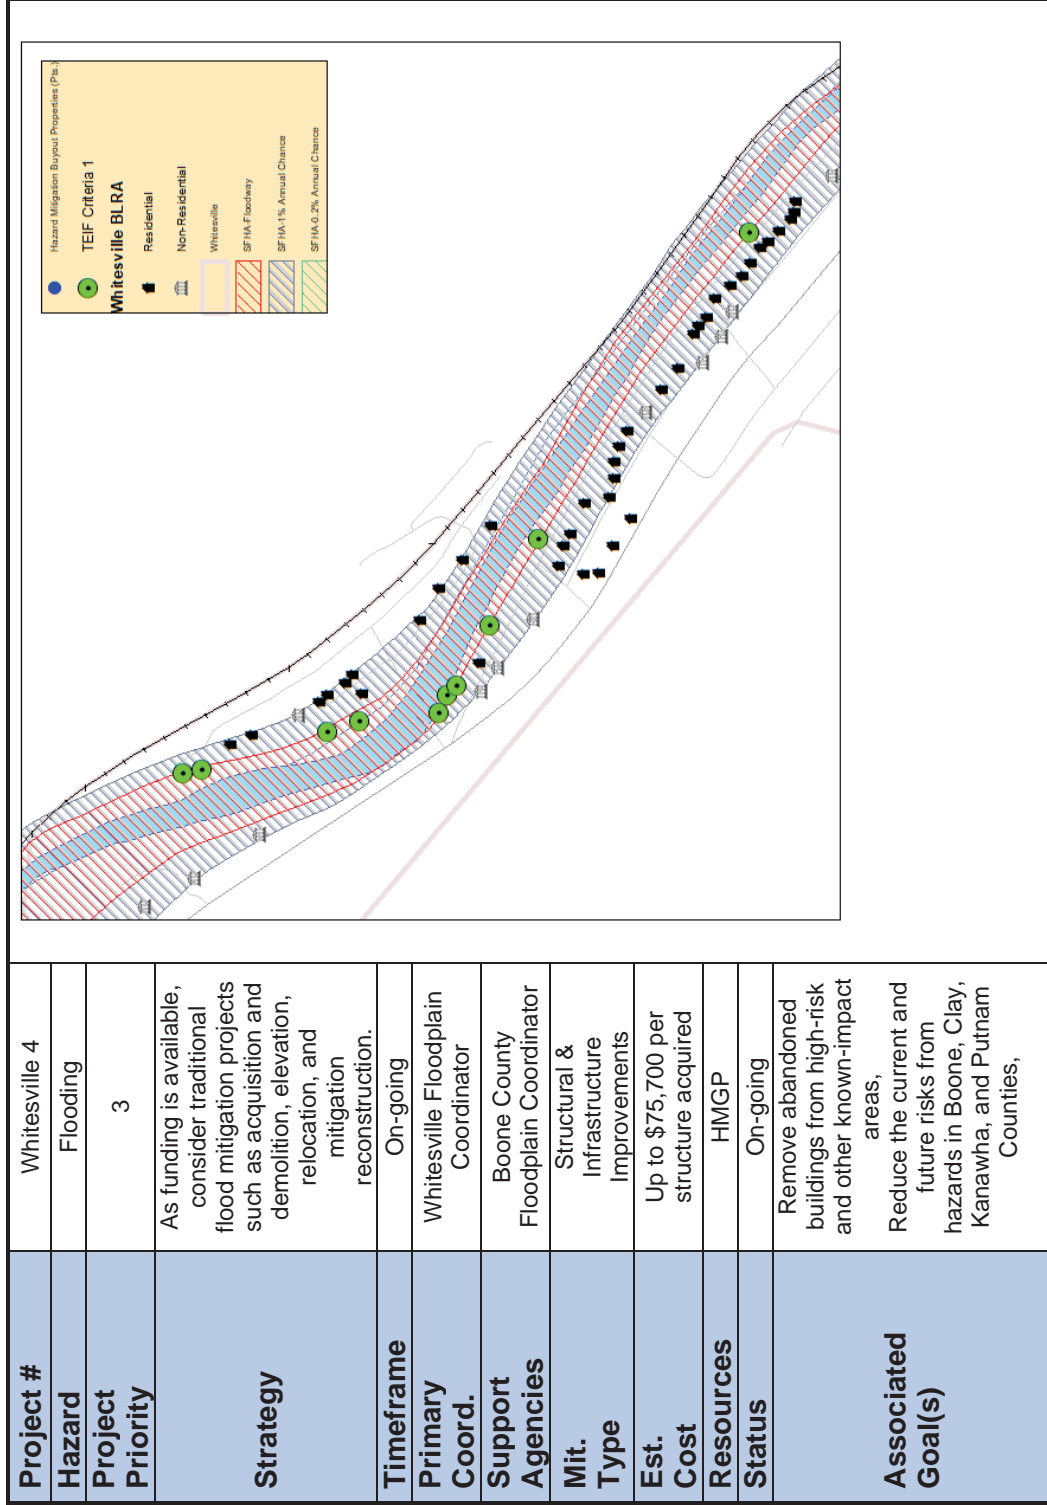 Project #
Whitesville 4
Hazard
Flooding
Project
Priority
3
Strategy
As funding is available,
consider traditional
flood mitigation projects
such as acquisition and
demolition, elevation,
relocation, and
mitigation
reconstruction.
Timeframe
On-going
Primary
Coord.
Whitesville Floodplain
Coordinator
Support
Agencies
Boone County
Floodplain Coordinator
Mit.
Type
Structural &
Infrastructure
Improvements
Est.
Cost
Up to $75,700 per
structure acquired
Resources
HMGP
Status
On-going
Associated
Goal(s)
Remove abandoned
buildings from high-risk
and other known-impact
areas,
Reduce the current and
future risks from
hazards in Boone, Clay,
Kanawha, and Putnam
Counties,
Hazard Mitigation Buyout Properties (Pts.)
TEIF Criteria 1
Whitesville BLRA
Residential
Non-Residential
Whitesville
SFHA-Floodway
SFHA-1% Annual Chance
SFHA-0.2% Annual Chance